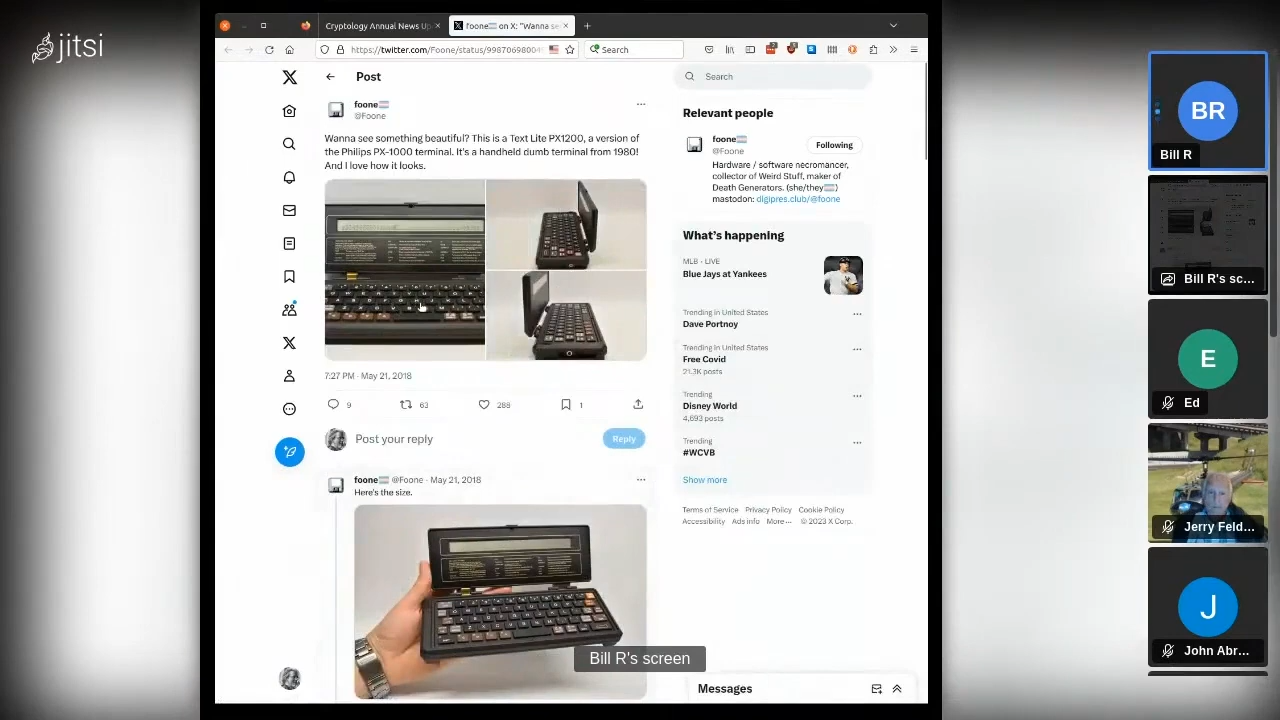 jitsi
Cryptology Annual News Up
foone on X: "Wanna se
https://twitter.com/Foone/status/9987069800
Search
Post
Search
foone
@Foone
Wanna see something beautiful? This is a Text Lite PX1200, a version of
the Philips PX-1000 terminal. It's a handheld dumb terminal from 1980!
And I love how it looks.
7:27 PM · May 21, 2018
9
63
288
1
Post your reply
Reply
foone @Foone · May 21, 2018
Here's the size.
Relevant people
foone
@Foone
Following
Hardware / software necromancer,
collector of Weird Stuff, maker of
Death Generators. (she/they)
mastodon: digipres.club/@foone
What's happening
MLB · LIVE
Blue Jays at Yankees
Trending in United States
Dave Portnoy
Trending in United States
Free Covid
21.3K posts
Trending
Disney World
4,693 posts
Trending
#WCVB
Show more
Terms of Service Privacy Policy Cookie Policy
Accessibility Ads info More ··· © 2023 X Corp.
Messages
Bill R's screen
BR
Bill R
Bill R's sc...
E
Ed
Jerry Feld...
J
John Abr...